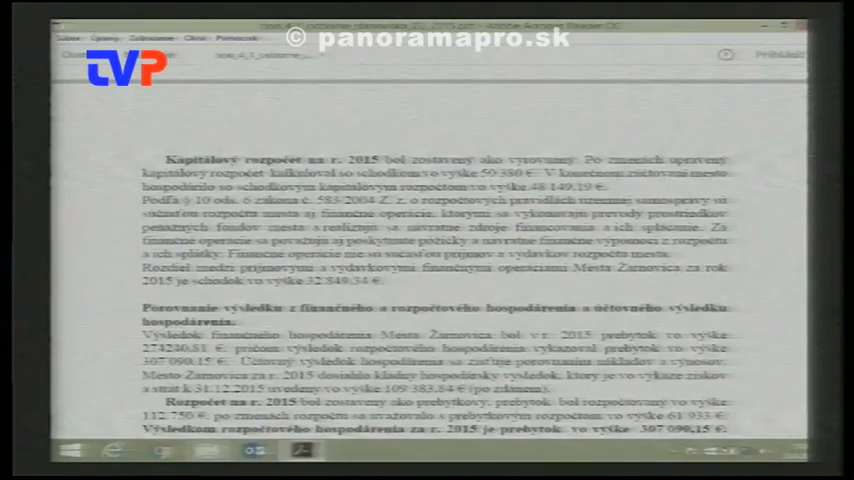 © panoramapro.sk
TVP
Súbor Úpravy Zobrazenie Okno Pomocník
Prihlásiť
Kapitálový rozpočet na r. 2015 bol zostavený ako vyrovnaný. Po zmenách upravený
kapitálový rozpočet kalkuloval so schodkom vo výške 50 380 €. V konečnom zúčtovaní mesto
hospodárilo so schodkovým kapitálovým rozpočtom vo výške 48 149,19 €.
Podľa § 10 ods. 6 zákona č. 583/2004 Z. z. o rozpočtových pravidlách územnej samosprávy sú
súčasťou rozpočtu mesta aj finančné operácie, ktorými sa vykonávajú prevody prostriedkov
peňažných fondov mesta a realizujú sa návratné zdroje financovania a ich splácanie. Za
finančné operácie sa považujú aj poskytnuté pôžičky a návratné finančné výpomoci z rozpočtu
a ich splátky. Finančné operácie nie sú súčasťou príjmov a výdavkov rozpočtu mesta.
Rozdiel medzi príjmovými a výdavkovými finančnými operáciami Mesta Žarnovica za rok
2015 je schodok vo výške 32 849,34 €.
Porovnanie výsledku z finančného a rozpočtového hospodárenia a účtovného výsledku
hospodárenia.
Výsledok finančného hospodárenia Mesta Žarnovica bol v r. 2015 prebytok vo výške
274240,81 €, pričom výsledok rozpočtového hospodárenia vykazoval prebytok vo výške
307 090,15 €. Účtovný výsledok hospodárenia sa zisťuje porovnaním nákladov a výnosov.
Mesto Žarnovica za r. 2015 dosiahlo kladný hospodársky výsledok, ktorý je vo výkaze ziskov
a strát k 31.12.2015 uvedený vo výške 109 383,84 € (po zdanení).
Rozpočet na r. 2015 bol zostavený ako prebytkový, prebytok bol rozpočtovaný vo výške
112 750 €, po zmenách rozpočtu sa uvažovalo s prebytkovým rozpočtom vo výške 61 933 €.
Výsledkom rozpočtového hospodárenia za r. 2015 je prebytok vo výške 307 090,15 €.